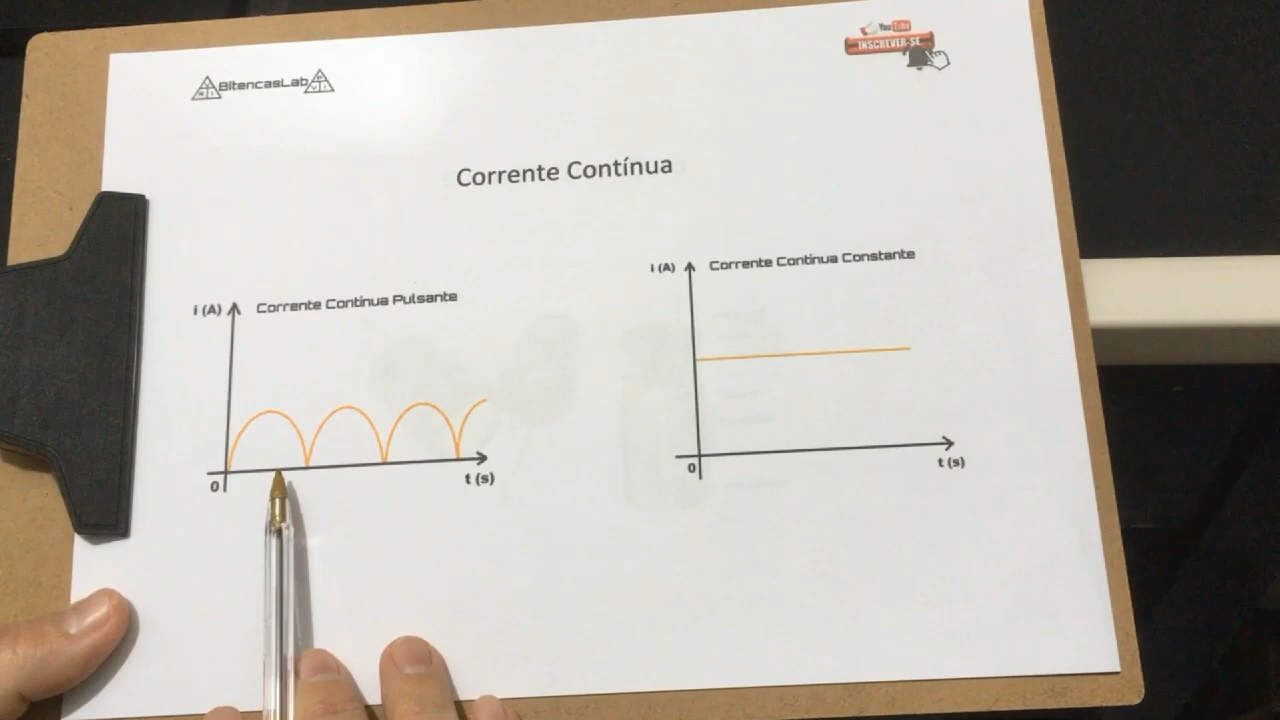 BitencasLab
YouTube
INSCREVER-SE
Corrente Contínua
i (A)
Corrente Contínua Pulsante
0
t (s)
I (A)
Corrente Contínua Constante
0
t (s)